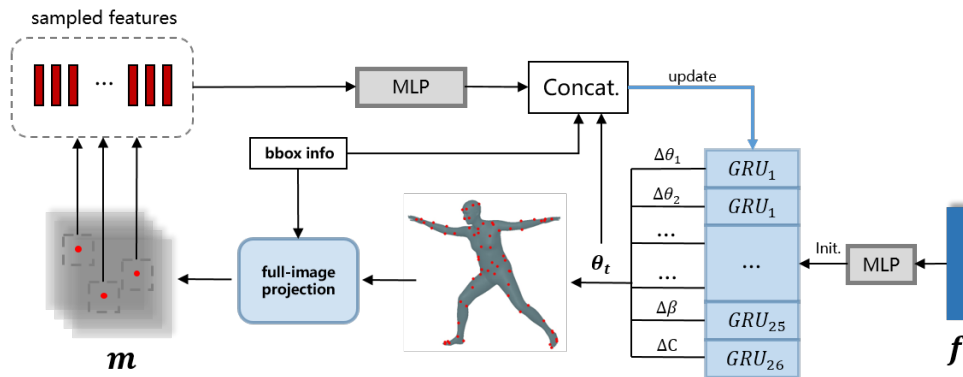 sampled features
...
MLP
Concat.
update
bbox info
Δθ₁
GRU₁
Δθ₂
GRU₁
...
...
...
Init.
MLP
θₜ
full-image
projection
Δβ
GRU₂₅
ΔC
GRU₂₆
m
f